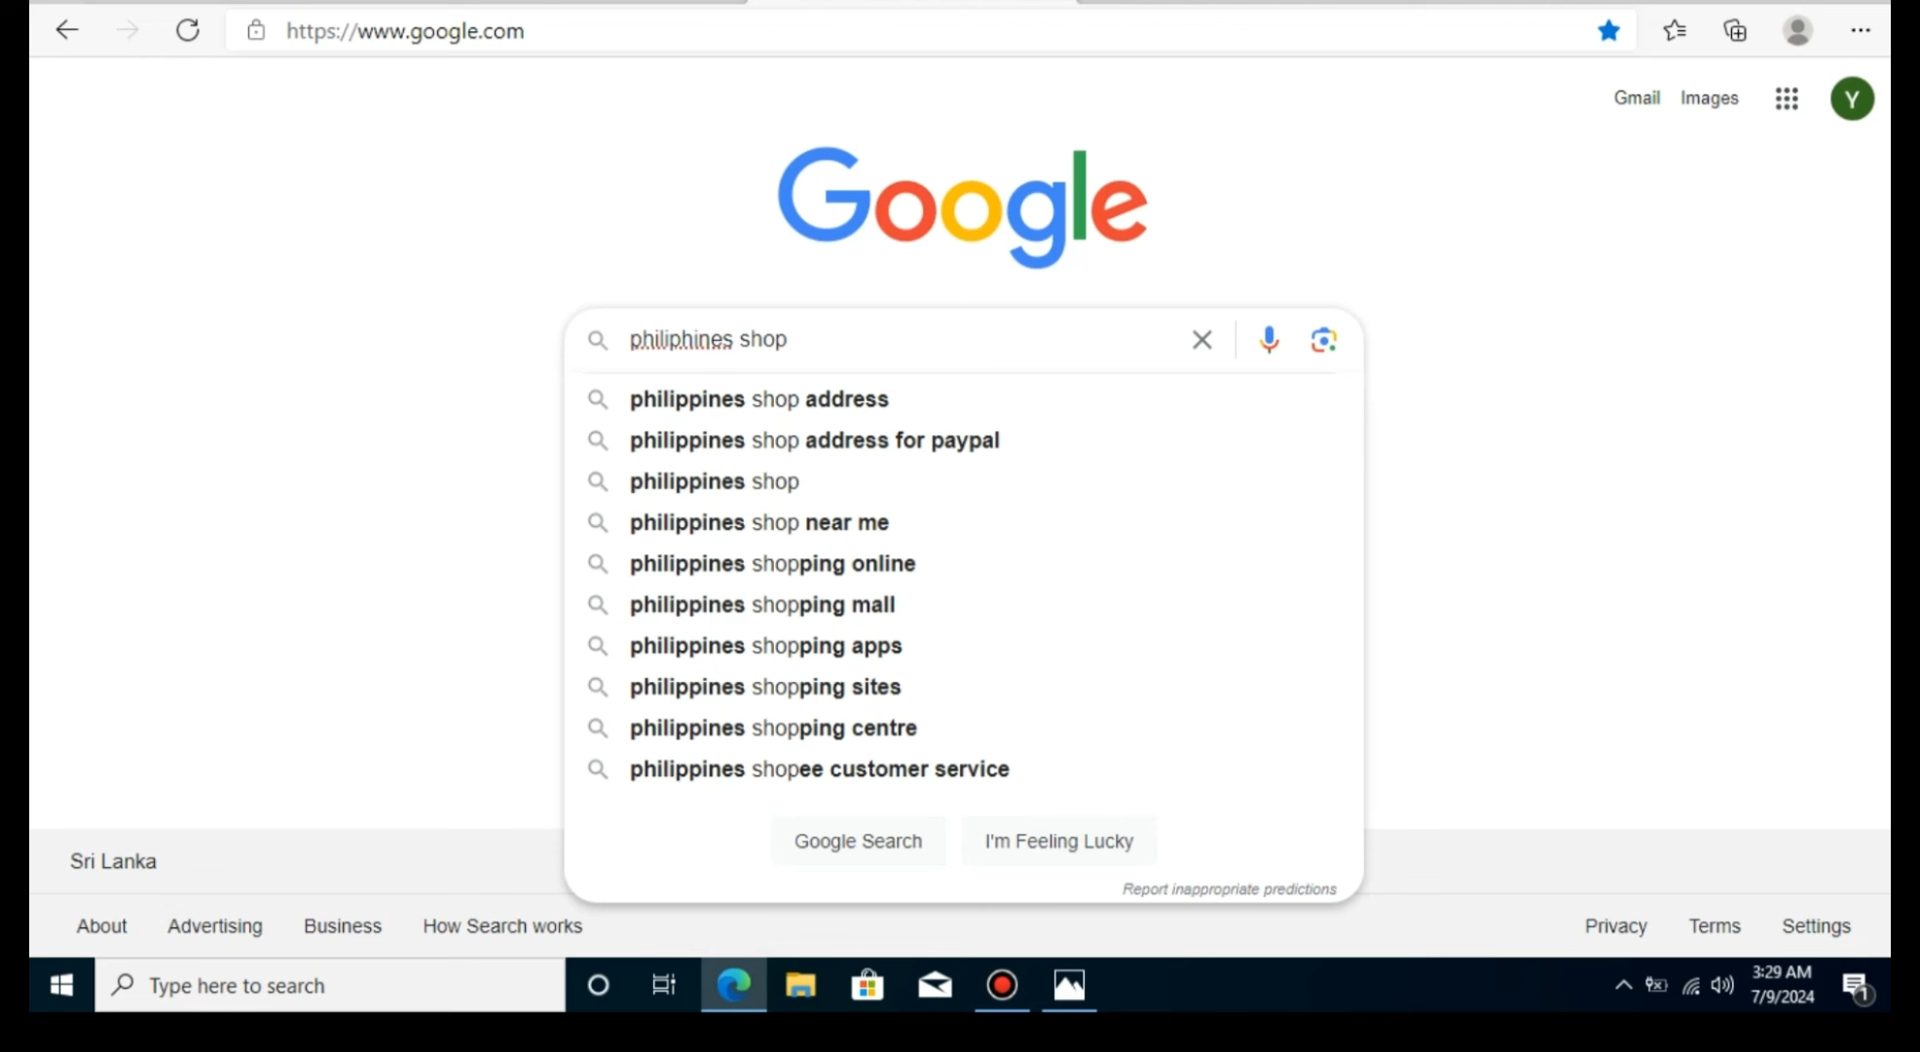 https://www.google.com
Gmail Images
Y
Google
philiphines shop
philippines shop address
philippines shop address for paypal
philippines shop
philippines shop near me
philippines shopping online
philippines shopping mall
philippines shopping apps
philippines shopping sites
philippines shopping centre
philippines shopee customer service
Google Search I'm Feeling Lucky
Report inappropriate predictions
Sri Lanka
About Advertising Business How Search works Privacy Terms Settings
Type here to search
3:29 AM
7/9/2024
1